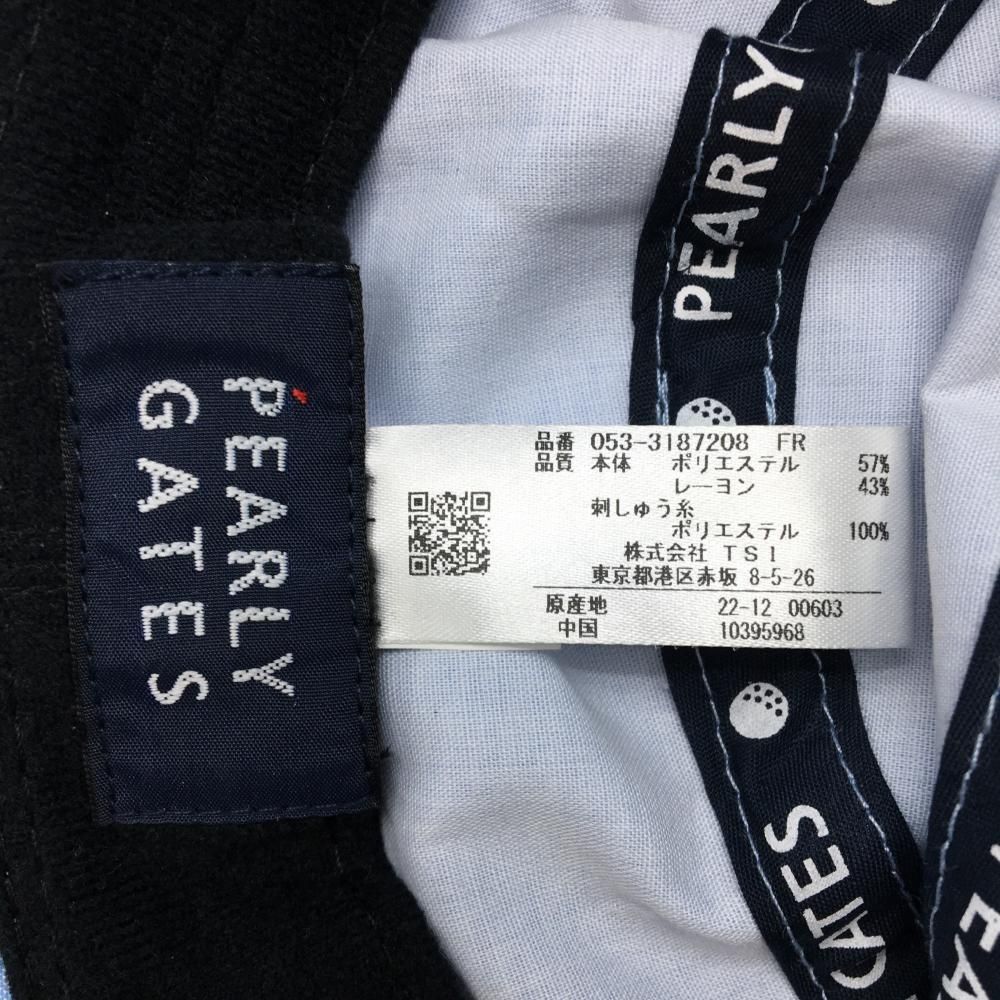 PEARLY
GATES
PEARLY
GATES
品番 053-3187208 FR
品質 本体 ポリエステル 57%
レーヨン 43%
刺しゅう糸
ポリエステル 100%
株式会社 TSI
東京都港区赤坂 8-5-26
原産地 22-12 00603
中国 10395968